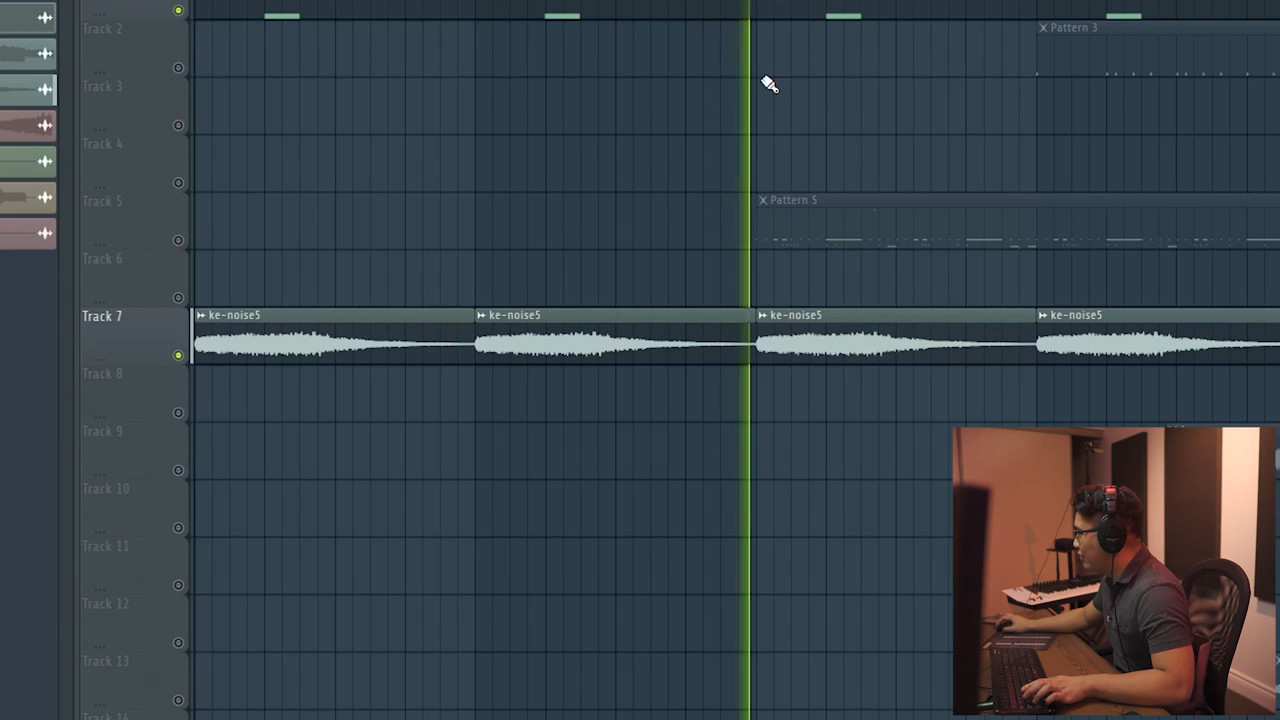 Track 2
Pattern 3
Track 3
Track 4
Track 5
Pattern 5
Track 6
Track 7
ke-noise5
ke-noise5
ke-noise5
ke-noise5
Track 8
Track 9
Track 10
Track 11
Track 12
Track 13
Track 14